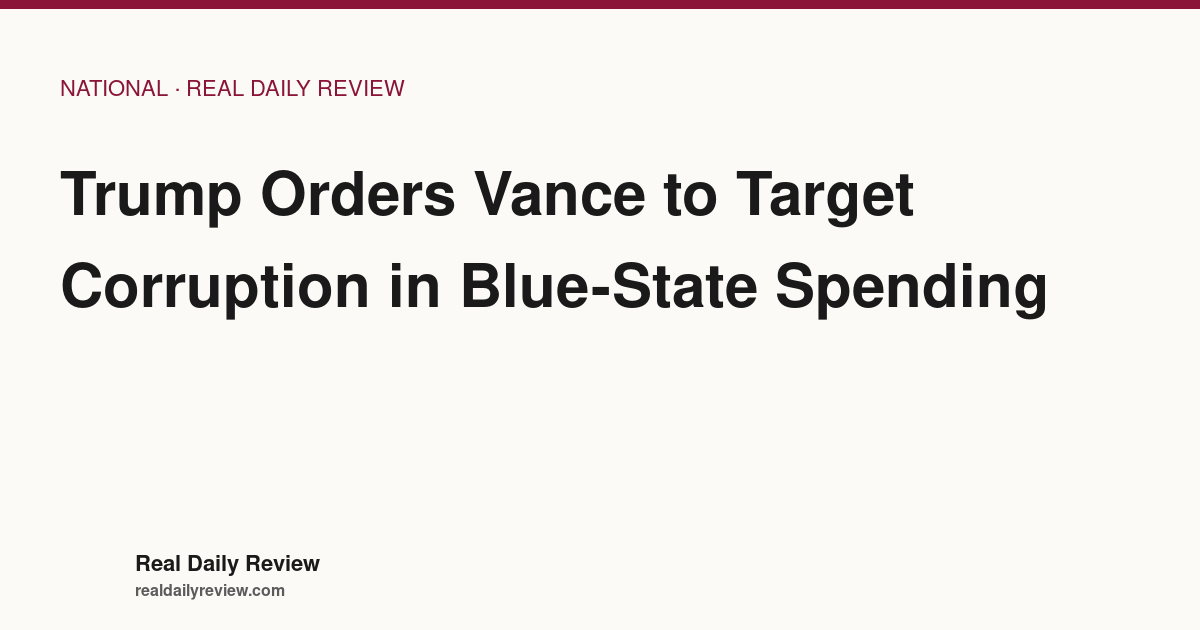 NATIONAL · REAL DAILY REVIEW
Trump Orders Vance to Target
Corruption in Blue-State Spending
Real Daily Review
realdailyreview.com